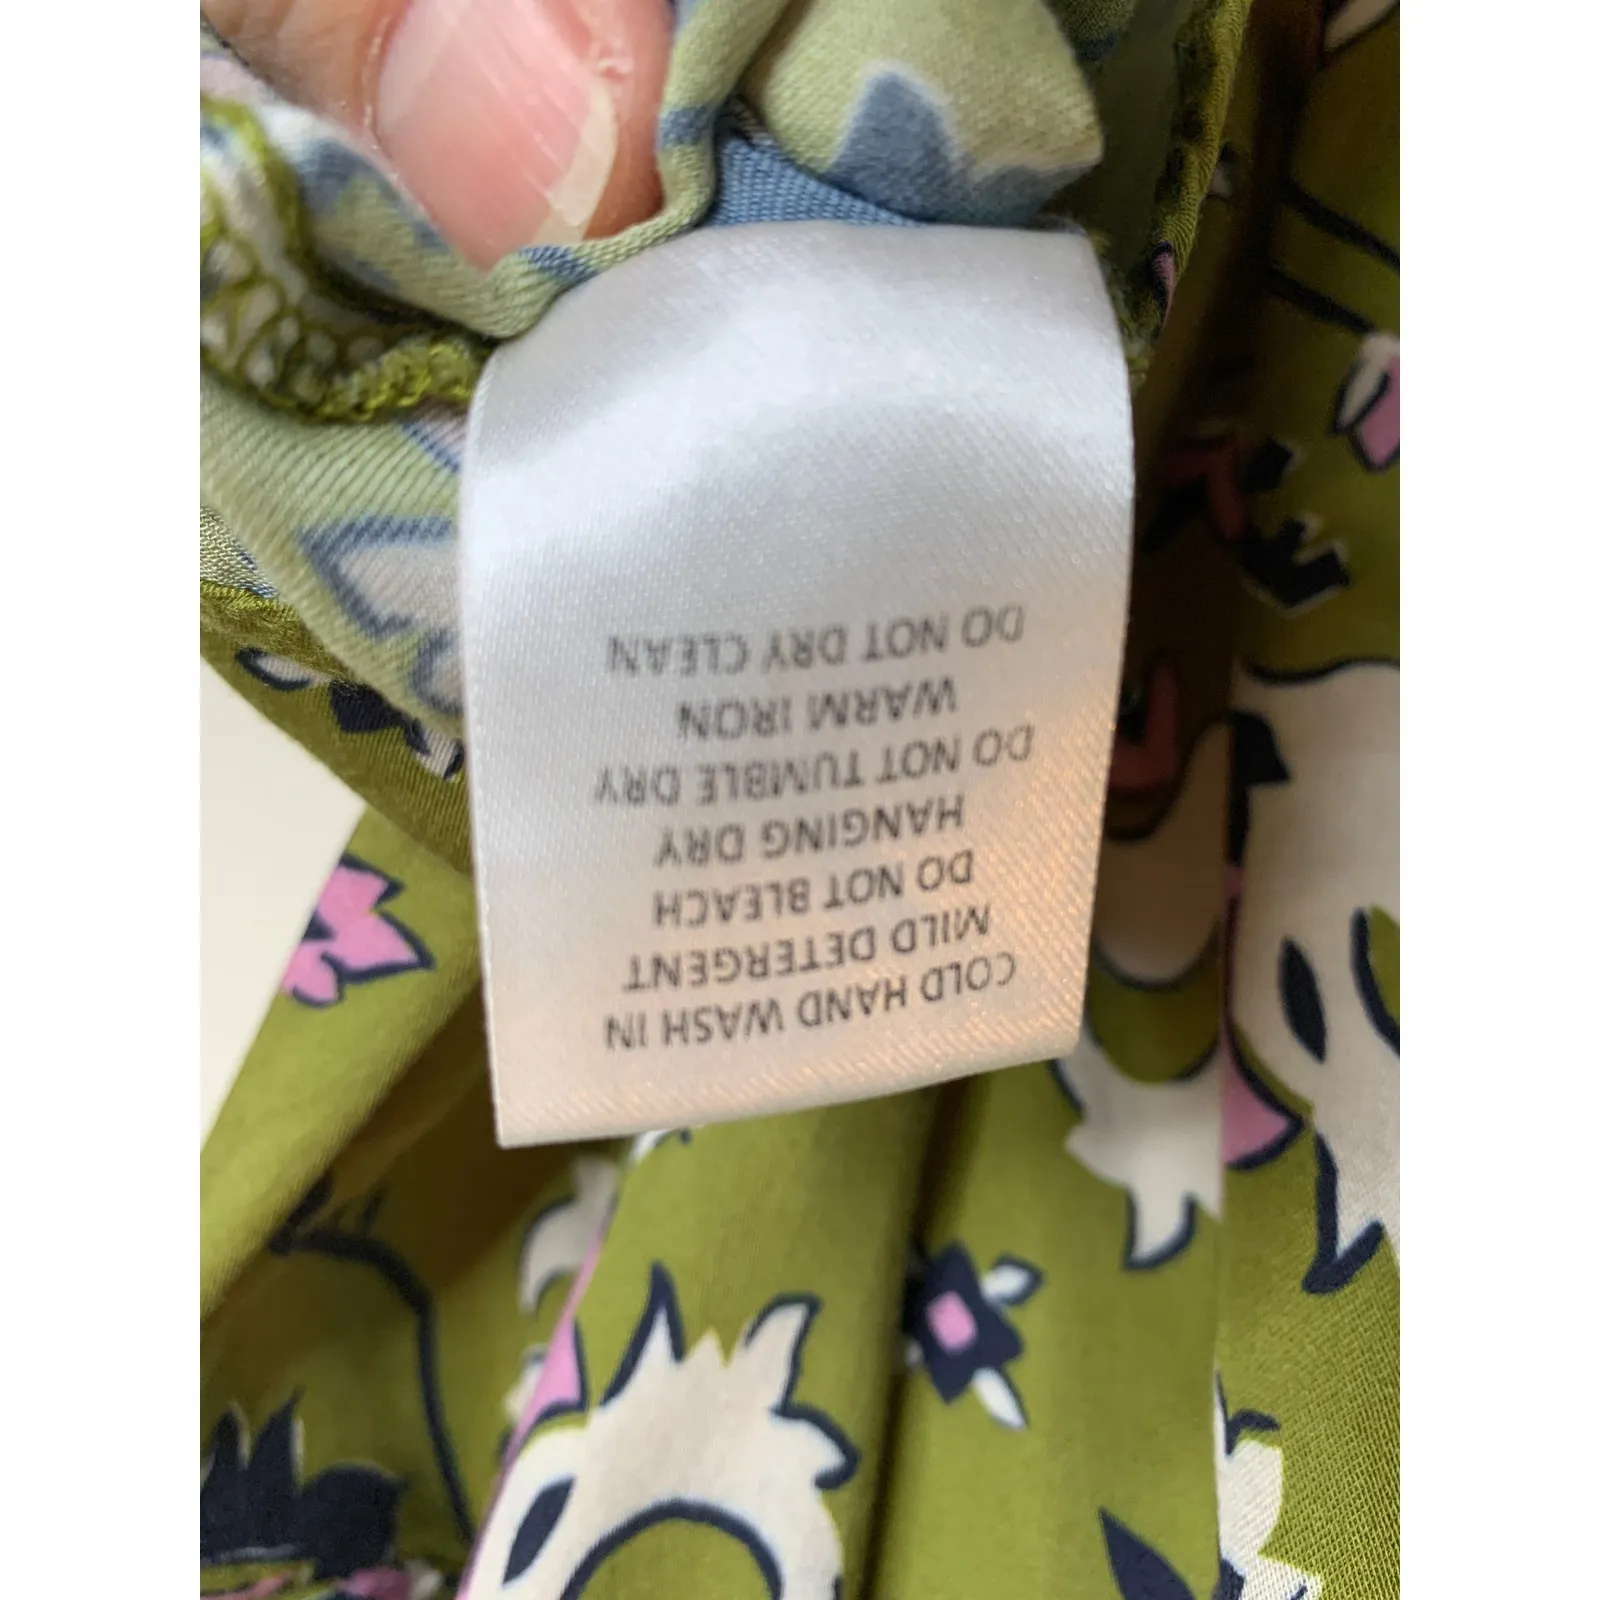 COLD HAND WASH IN
MILD DETERGENT
DO NOT BLEACH
HANGING DRY
DO NOT TUMBLE DRY
WARM IRON
DO NOT DRY CLEAN